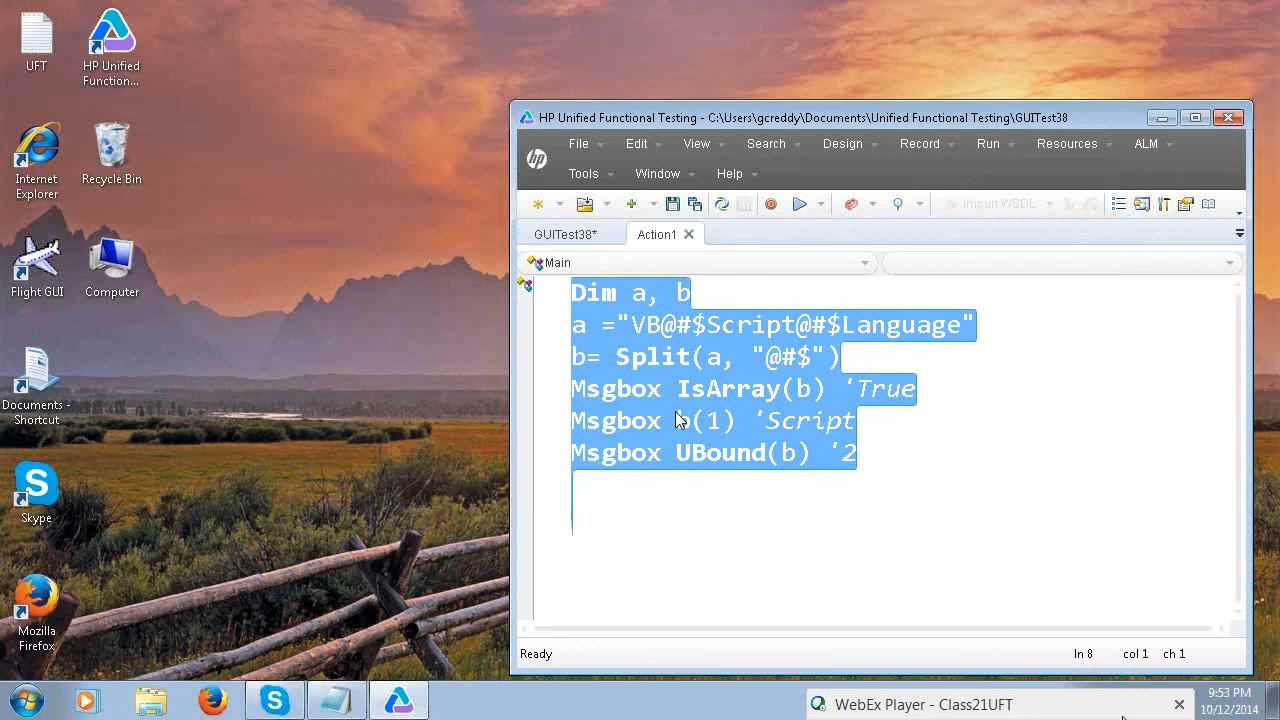 UFT
HP Unified
Function...
Internet
Explorer
Recycle Bin
Flight GUI
Computer
Documents -
Shortcut
Skype
Mozilla
Firefox
HP Unified Functional Testing - C:\Users\gcreddy\Documents\Unified Functional Testing\GUITest38
hp
File Edit View Search Design Record Run Resources ALM
Tools Window Help
Import WSDL
GUITest38* Action1
Main
Dim a, b
a ="VB@#$Script@#$Language"
b= Split(a, "@#$")
Msgbox IsArray(b) 'True
Msgbox b(1) 'Script
Msgbox UBound(b) '2
Ready ln 8 col 1 ch 1
WebEx Player - Class21UFT
9:53 PM
10/12/2014